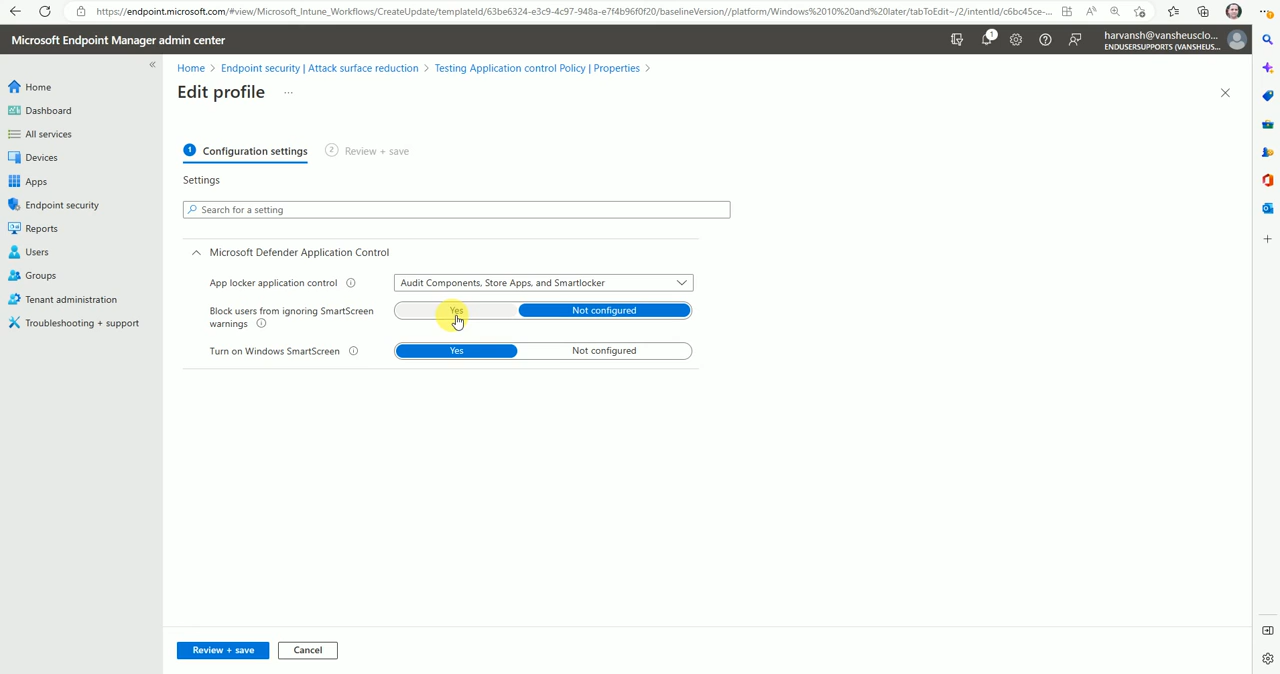 https://endpoint.microsoft.com/#view/Microsoft_Intune_Workflows/CreateUpdate/templateId/63be6324-e3c9-4c97-948a-e7f4b96f0f20/baselineVersion//platform/Windows%2010%20and%20later/tabToEdit~/2/intentId/c6bc45ce-...
Microsoft Endpoint Manager admin center
1
harvansh@vansheusclo...
ENDUSERSUPPORTS (VANSHEUS...
Home > Endpoint security | Attack surface reduction > Testing Application control Policy | Properties >
Edit profile ...
Home
Dashboard
All services
Devices
Apps
Endpoint security
Reports
Users
Groups
Tenant administration
Troubleshooting + support
1 Configuration settings 2 Review + save
Settings
Search for a setting
Microsoft Defender Application Control
App locker application control Audit Components, Store Apps, and Smartlocker
Block users from ignoring SmartScreen
warnings
Yes Not configured
Turn on Windows SmartScreen Yes Not configured
Review + save Cancel